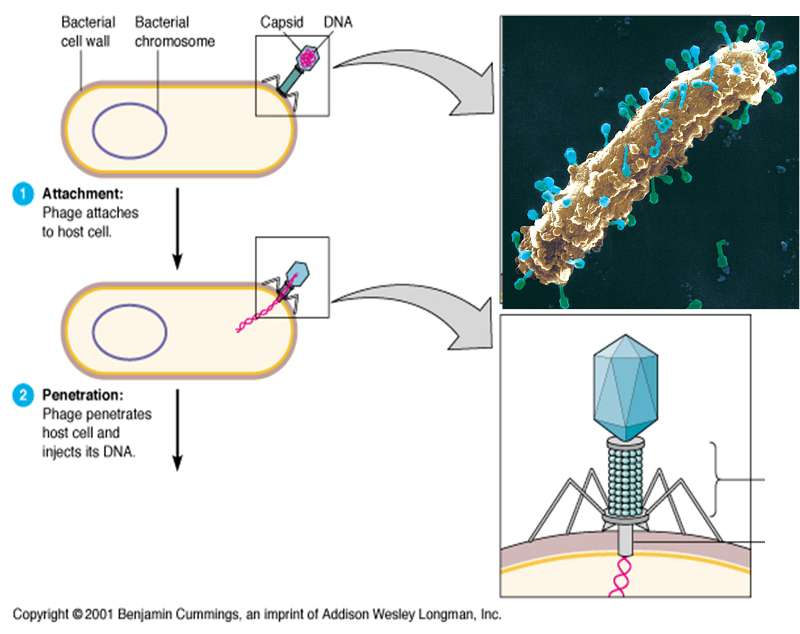 Bacterial
cell wall
Bacterial
chromosome
Capsid
DNA
1 Attachment:
Phage attaches
to host cell.
2 Penetration:
Phage penetrates
host cell and
injects its DNA.
Copyright © 2001 Benjamin Cummings, an imprint of Addison Wesley Longman, Inc.